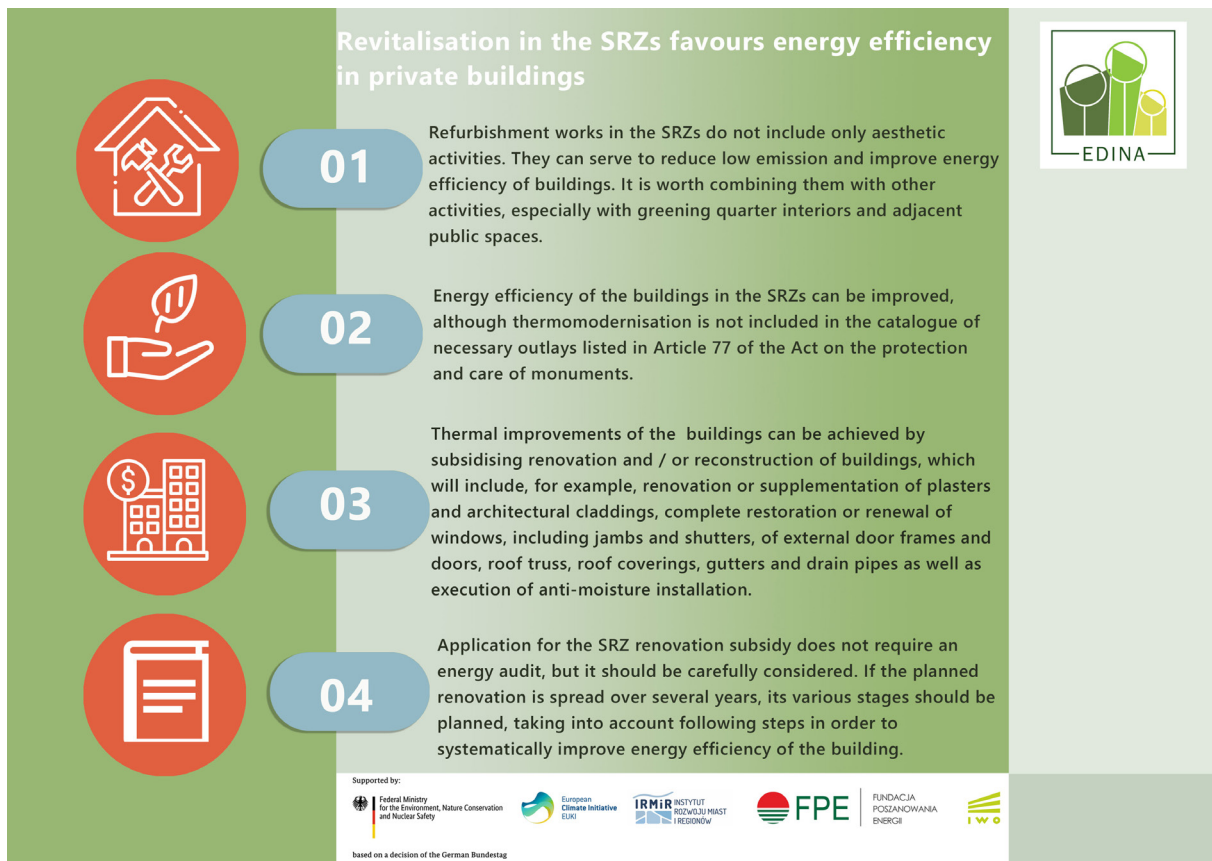 Revitalisation in the SRZs favours energy efficiency
in private buildings
EDINA
01
Refurbishment works in the SRZs do not include only aesthetic
activities. They can serve to reduce low emission and improve energy
efficiency of buildings. It is worth combining them with other
activities, especially with greening quarter interiors and adjacent
public spaces.
02
Energy efficiency of the buildings in the SRZs can be improved,
although thermomodernisation is not included in the catalogue of
necessary outlays listed in Article 77 of the Act on the protection
and care of monuments.
$
03
Thermal improvements of the buildings can be achieved by
subsidising renovation and / or reconstruction of buildings, which
will include, for example, renovation or supplementation of plasters
and architectural claddings, complete restoration or renewal of
windows, including jambs and shutters, of external door frames and
doors, roof truss, roof coverings, gutters and drain pipes as well as
execution of anti-moisture installation.
04
Application for the SRZ renovation subsidy does not require an
energy audit, but it should be carefully considered. If the planned
renovation is spread over several years, its various stages should be
planned, taking into account following steps in order to
systematically improve energy efficiency of the building.
Supported by:
Federal Ministry
for the Environment, Nature Conservation
and Nuclear Safety
European
Climate Initiative
EUKI
IRMiR INSTYTUT
ROZWOJU MIAST
I REGIONÓW
FPE
FUNDACJA
POSZANOWANIA
ENERGII
IWO
based on a decision of the German Bundestag